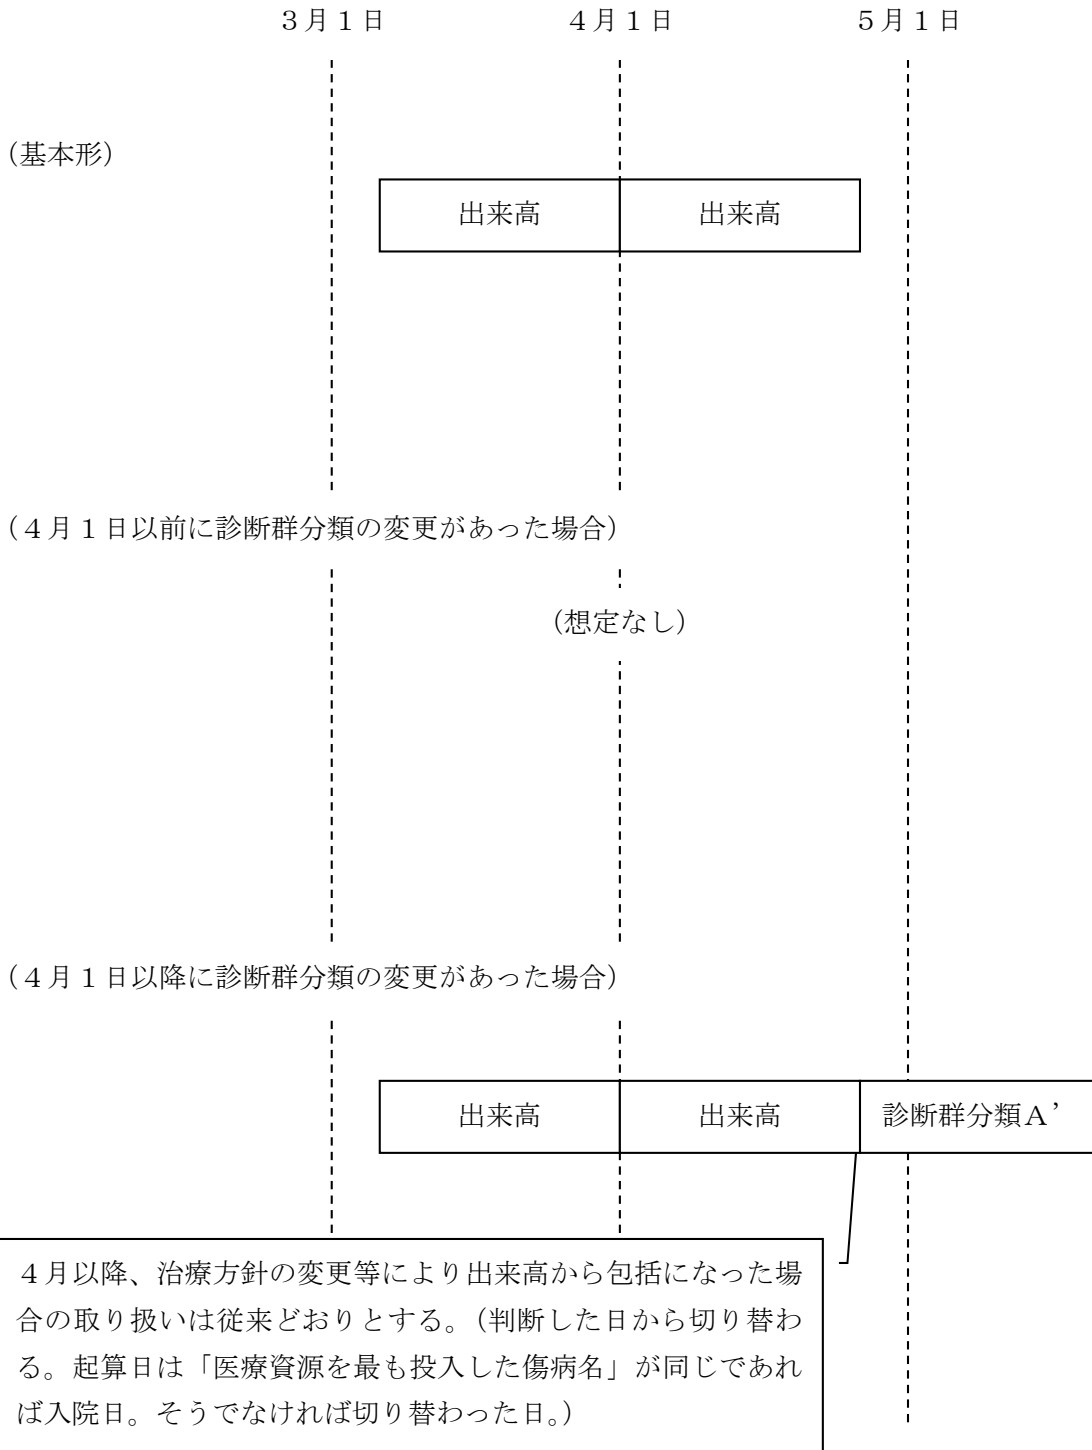 ３月１日　４月１日　５月１日
（基本形）
出来高　出来高
（４月１日以前に診断群分類の変更があった場合）
（想定なし）
（４月１日以降に診断群分類の変更があった場合）
出来高　出来高　診断群分類Ａ’
４月以降、治療方針の変更等により出来高から包括になった場
合の取り扱いは従来どおりとする。（判断した日から切り替わ
る。起算日は「医療資源を最も投入した傷病名」が同じであれ
ば入院日。そうでなければ切り替わった日。）